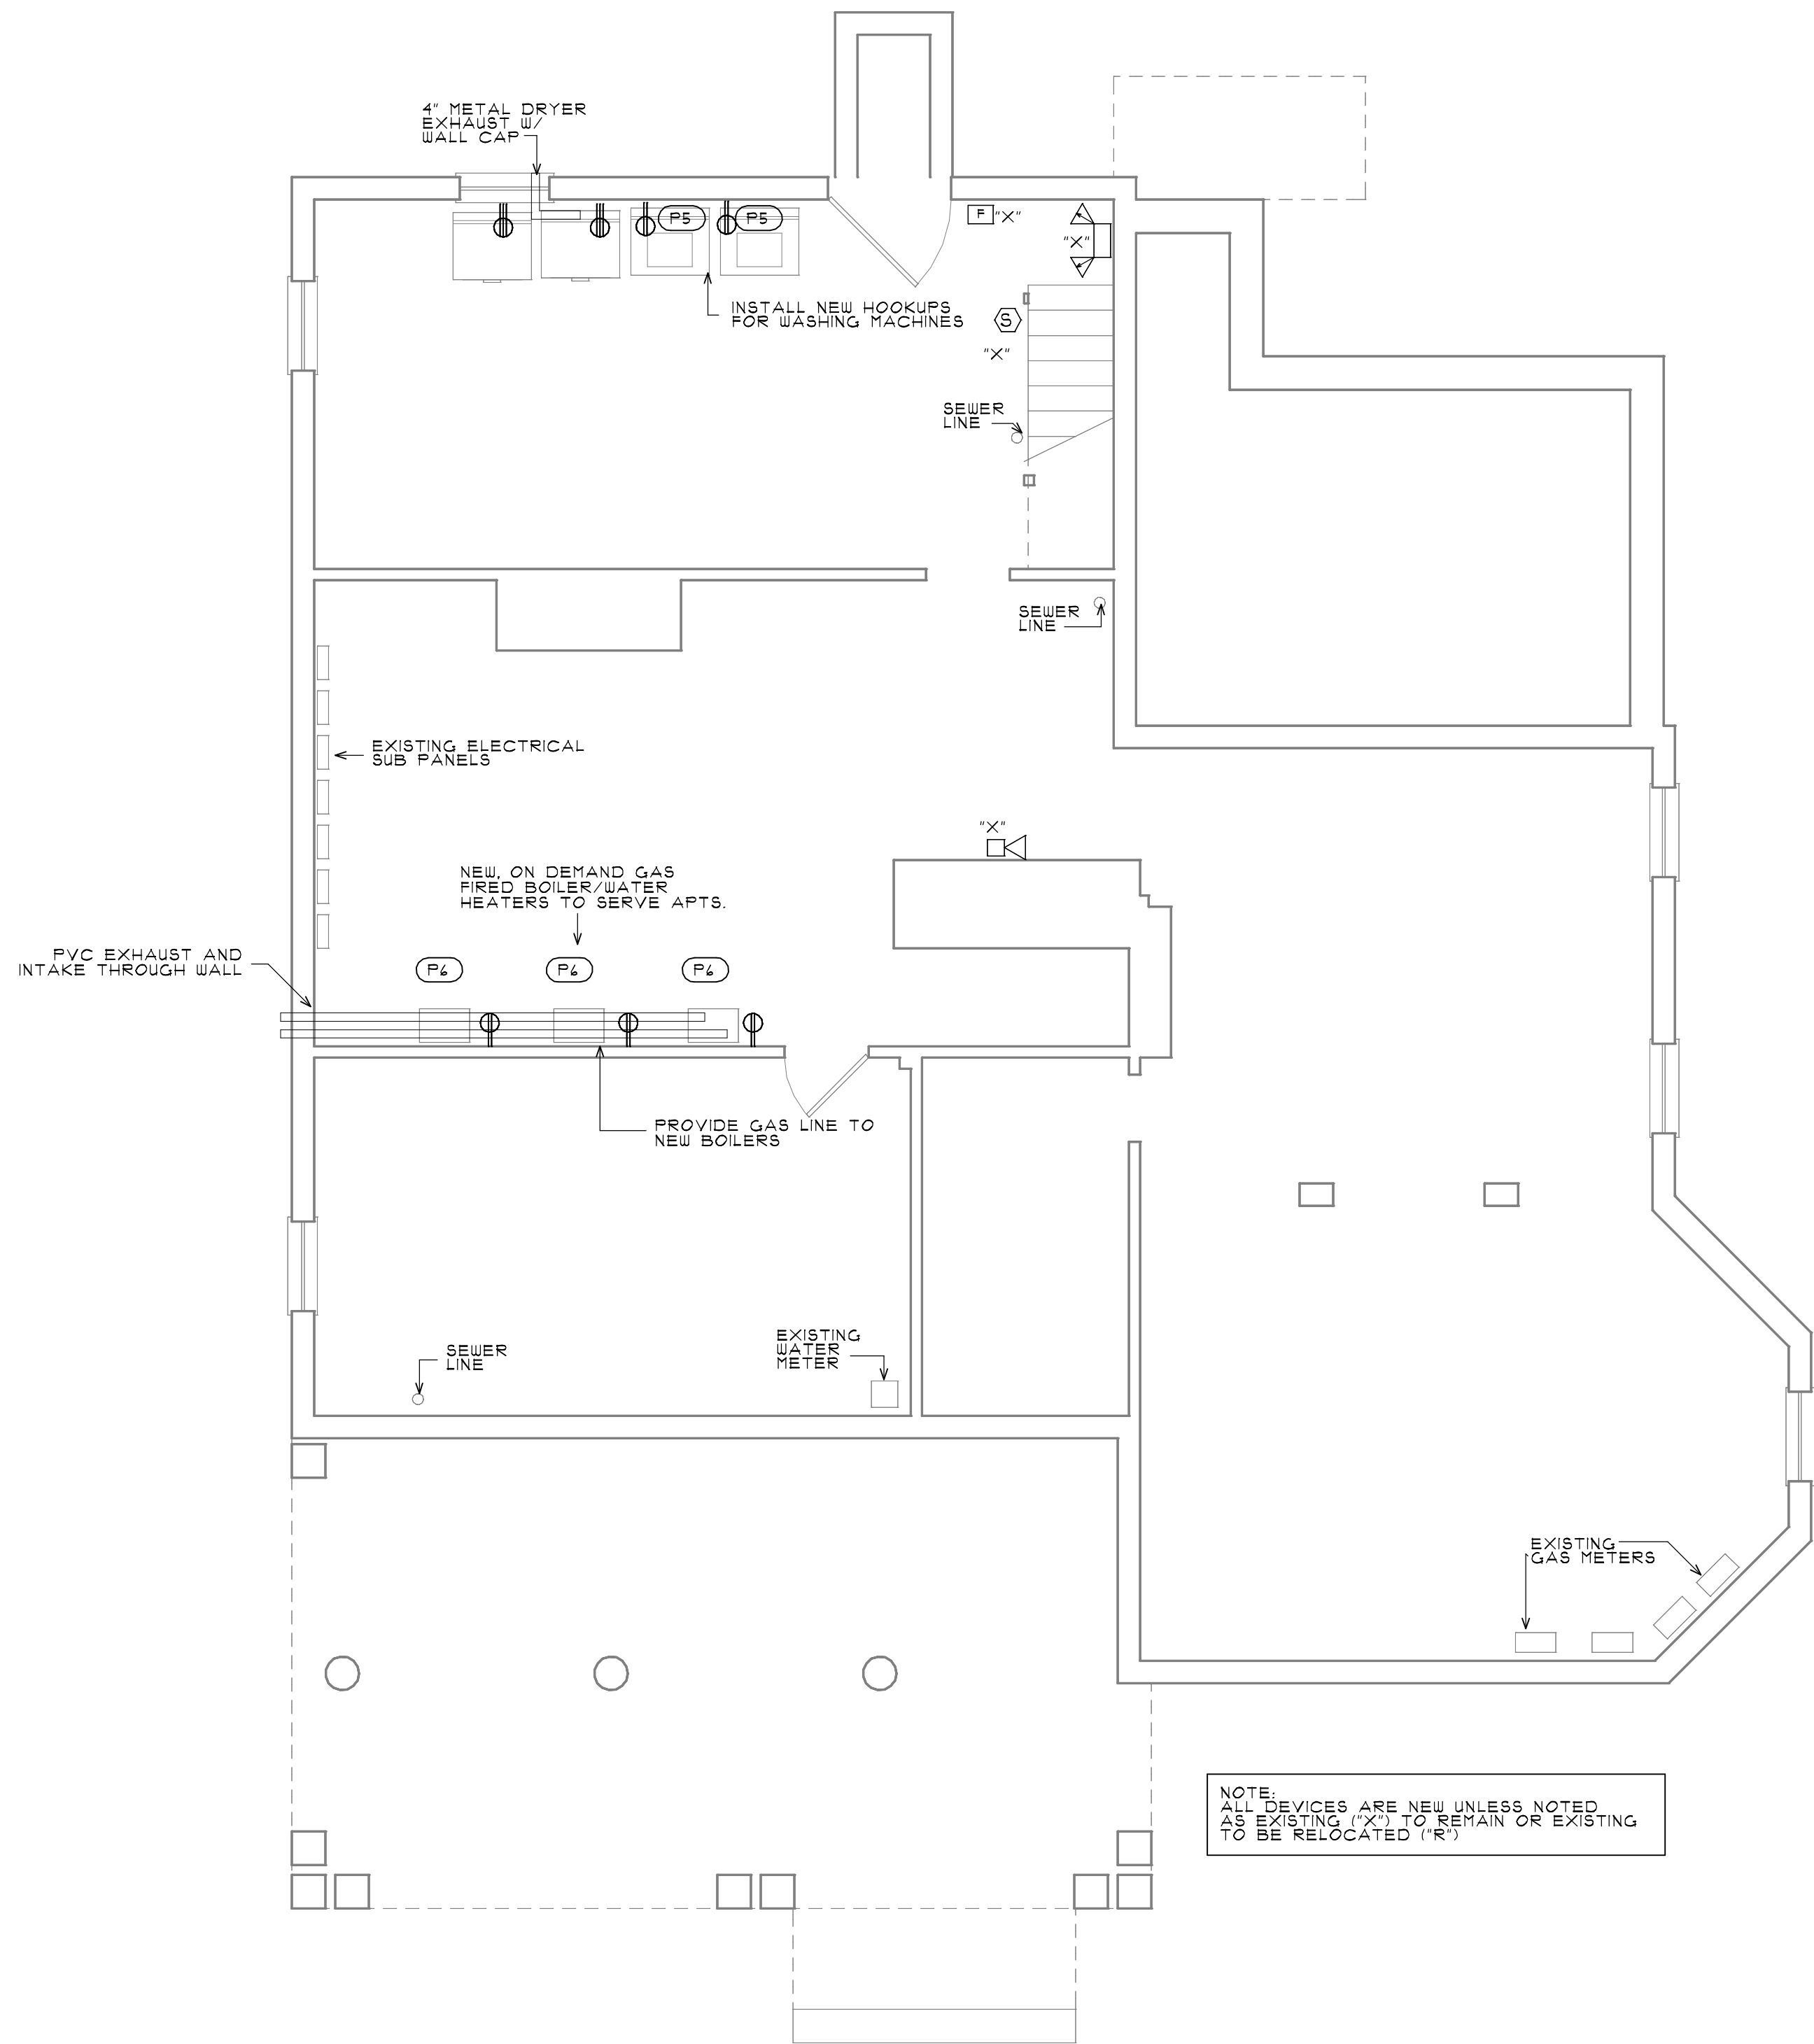 4" METAL DRYER
EXHAUST W/
WALL CAP
P5
P5
F
"X"
"X"
INSTALL NEW HOOKUPS
FOR WASHING MACHINES
S
"X"
SEWER
LINE
SEWER
LINE
EXISTING ELECTRICAL
SUB PANELS
"X"
NEW, ON DEMAND GAS
FIRED BOILER/WATER
HEATERS TO SERVE APTS.
PVC EXHAUST AND
INTAKE THROUGH WALL
P6
P6
P6
PROVIDE GAS LINE TO
NEW BOILERS
SEWER
LINE
EXISTING
WATER
METER
EXISTING
GAS METERS
NOTE:
ALL DEVICES ARE NEW UNLESS NOTED
AS EXISTING ("X") TO REMAIN OR EXISTING
TO BE RELOCATED ("R")